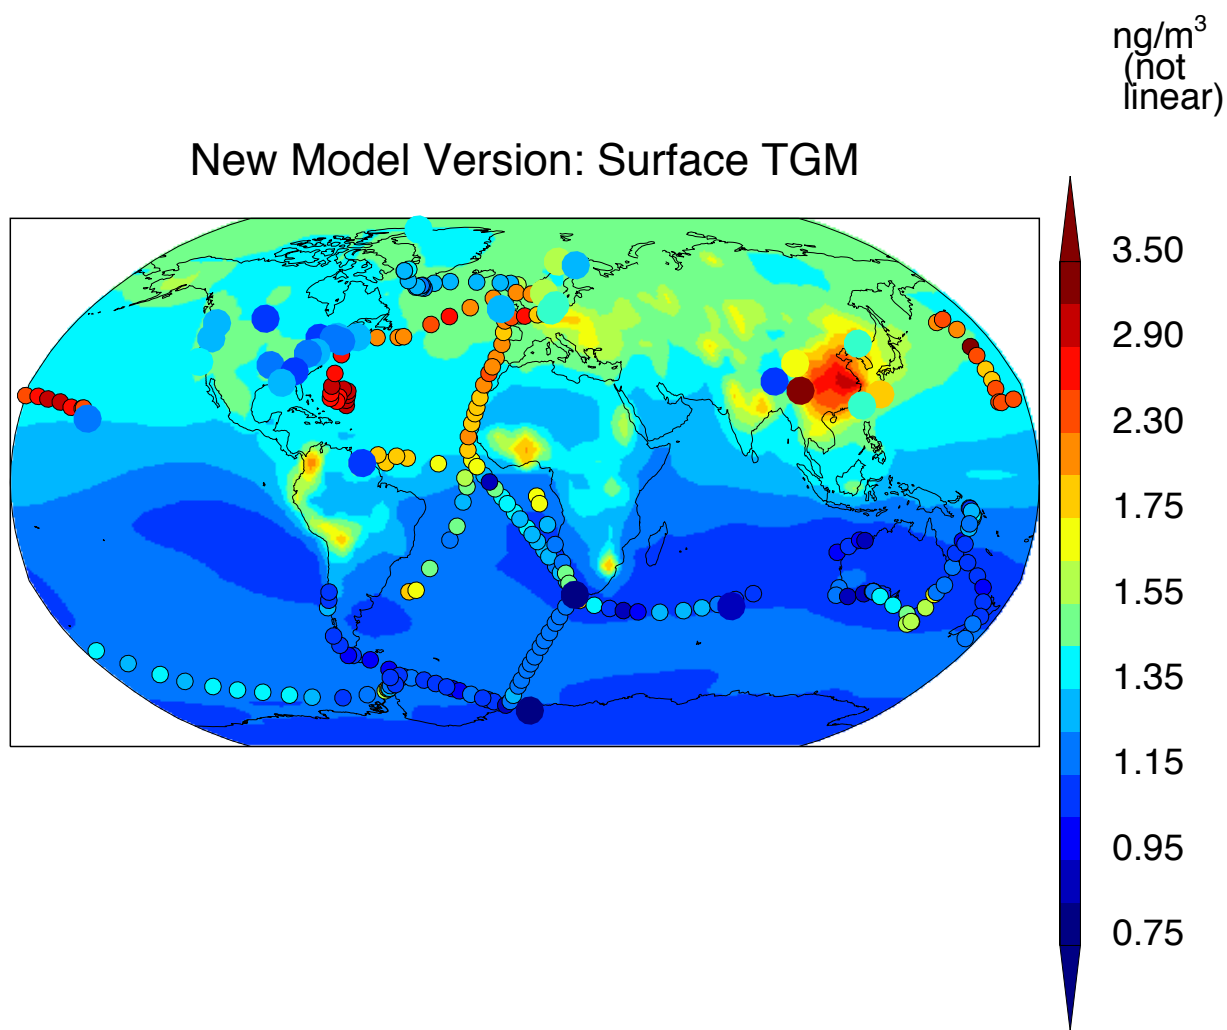 ng/m³
(not
linear)
New Model Version: Surface TGM
3.50
2.90
2.30
1.75
1.55
1.35
1.15
0.95
0.75